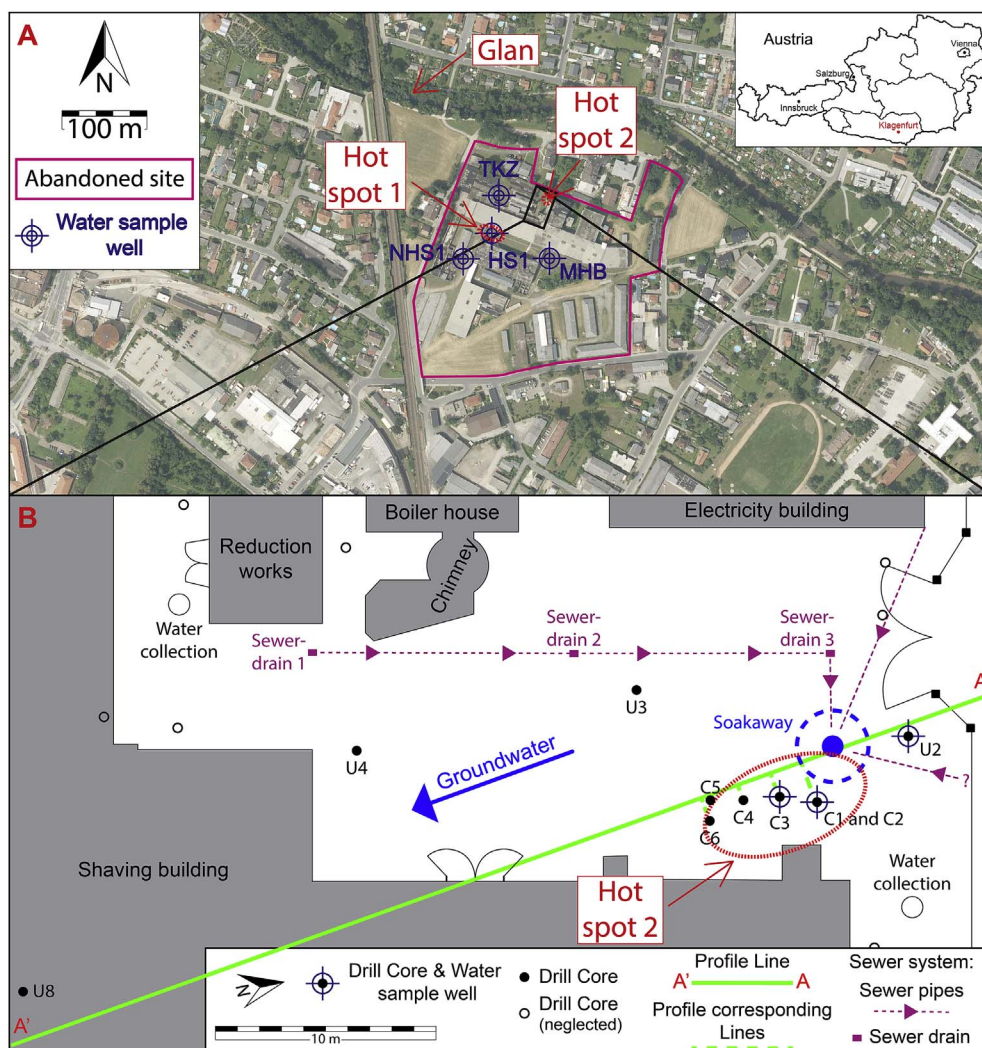 A
N
100 m
Abandoned site
Water sample
well
Glan
Hot
spot 1
Hot
spot 2
TKZ
NHS1
HS1
MHB
Austria
Vienna
Salzburg
Innsbruck
Klagenfurt
B
Reduction
works
Boiler house
Chimney
Electricity building
Water
collection
Sewer-
drain 1
Sewer-
drain 2
Sewer-
drain 3
A
U3
Soakaway
U2
U4
Groundwater
?
C5
C4
C3
C1 and C2
C6
Shaving building
Hot
spot 2
Water
collection
U8
A'
N
Drill Core & Water
sample well
10 m
Drill Core
Drill Core
(neglected)
Profile Line
A' A
Profile corresponding
Lines
Sewer system:
Sewer pipes
Sewer drain